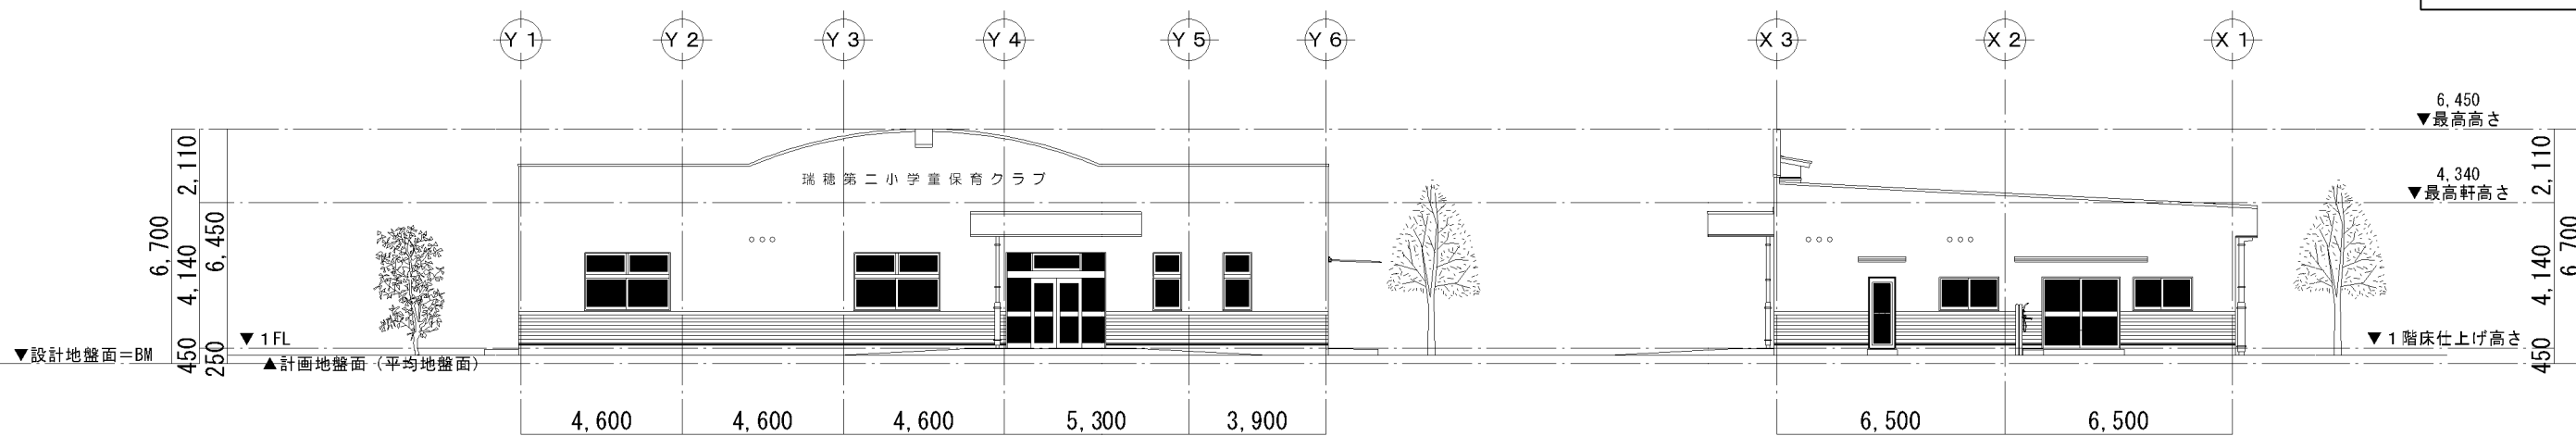 Y1 Y2 Y3 Y4 Y5 Y6 X3 X2 X1
6,450
▼最高高さ
4,340
▼最高軒高さ
瑞穂第二小学童保育クラブ
6,700
2,110
4,140
450
6,450
250
▼1FL
▼設計地盤面=BM
▲計画地盤面(平均地盤面)
▼1階床仕上げ高さ
2,110
4,140
450
6,700
4,600 4,600 4,600 5,300 3,900 6,500 6,500